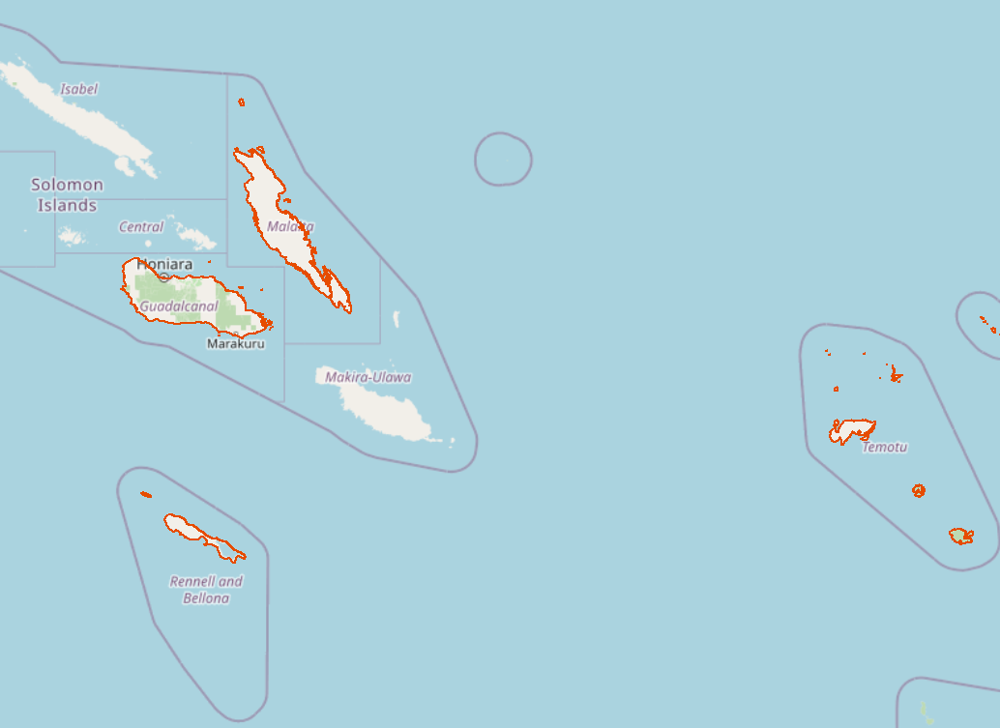 Isabel
Solomon
Islands
Central
Malaita
Honiara
Guadalcanal
Marakuru
Makira-Ulawa
Temotu
Rennell and
Bellona